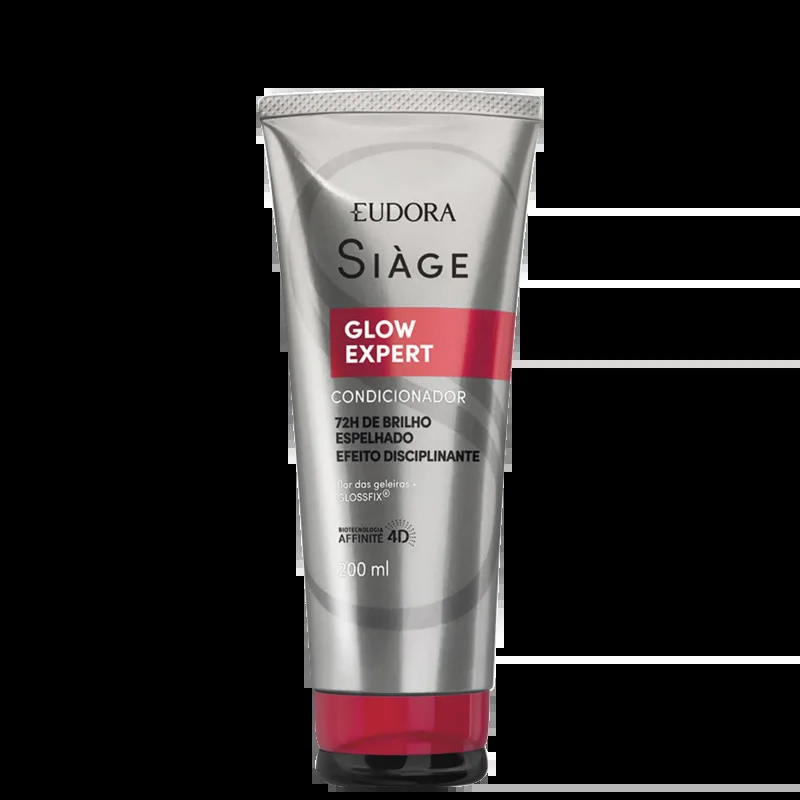 EUDORA
SIÀGE
GLOW
EXPERT
CONDICIONADOR
72H DE BRILHO
ESPELHADO
EFEITO DISCIPLINANTE
flor das geleiras +
GLOSSFIX®
BIOTECNOLOGIA
AFFINITÉ 4D
200 ml